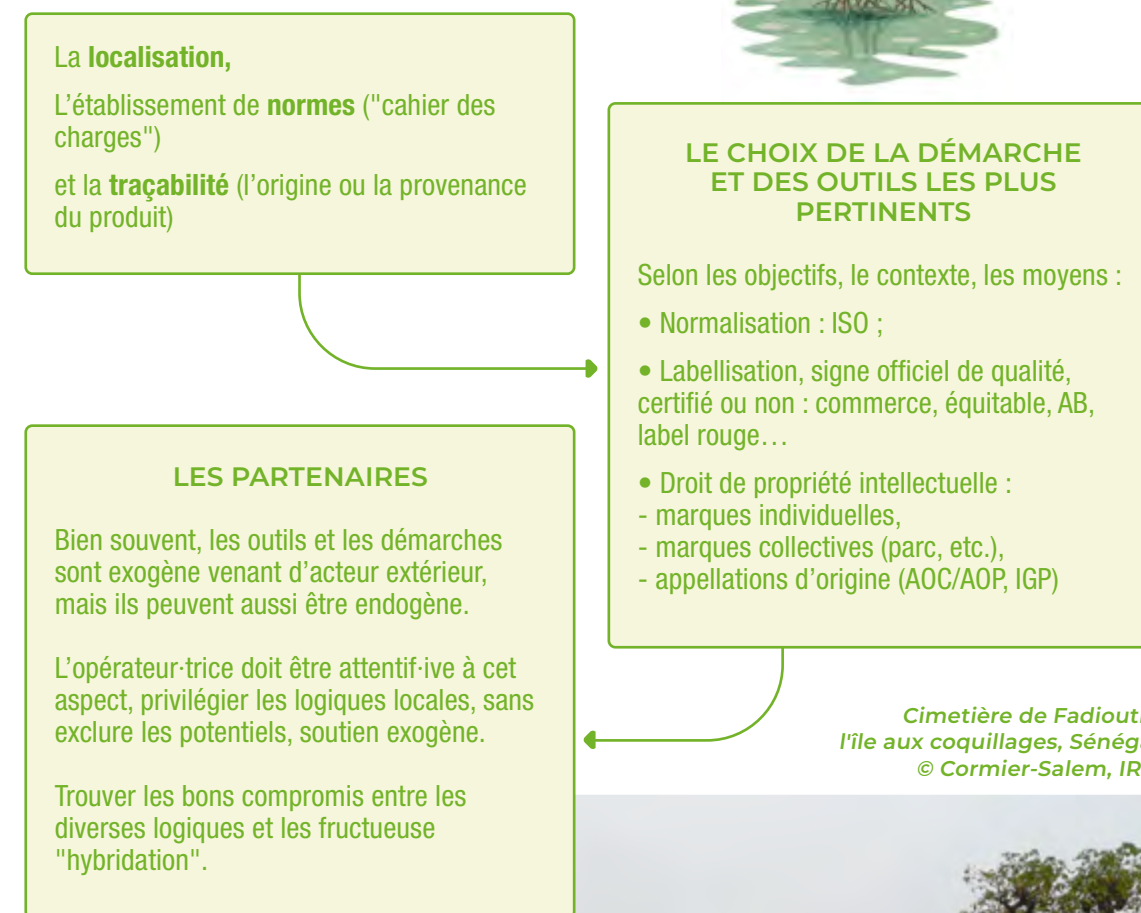 La localisation,
L'établissement de normes ("cahier des
charges")
et la traçabilité (l'origine ou la provenance
du produit)
LE CHOIX DE LA DÉMARCHE
ET DES OUTILS LES PLUS
PERTINENTS
Selon les objectifs, le contexte, les moyens :
• Normalisation : ISO ;
• Labellisation, signe officiel de qualité,
certifié ou non : commerce, équitable, AB,
label rouge…
• Droit de propriété intellectuelle :
- marques individuelles,
- marques collectives (parc, etc.),
- appellations d'origine (AOC/AOP, IGP)
LES PARTENAIRES
Bien souvent, les outils et les démarches
sont exogène venant d'acteur extérieur,
mais ils peuvent aussi être endogène.
L'opérateur·trice doit être attentif·ive à cet
aspect, privilégier les logiques locales, sans
exclure les potentiels, soutien exogène.
Trouver les bons compromis entre les
diverses logiques et les fructueuse
"hybridation".
Cimetière de
l'île aux coquillages,
© Cormier-Salem,